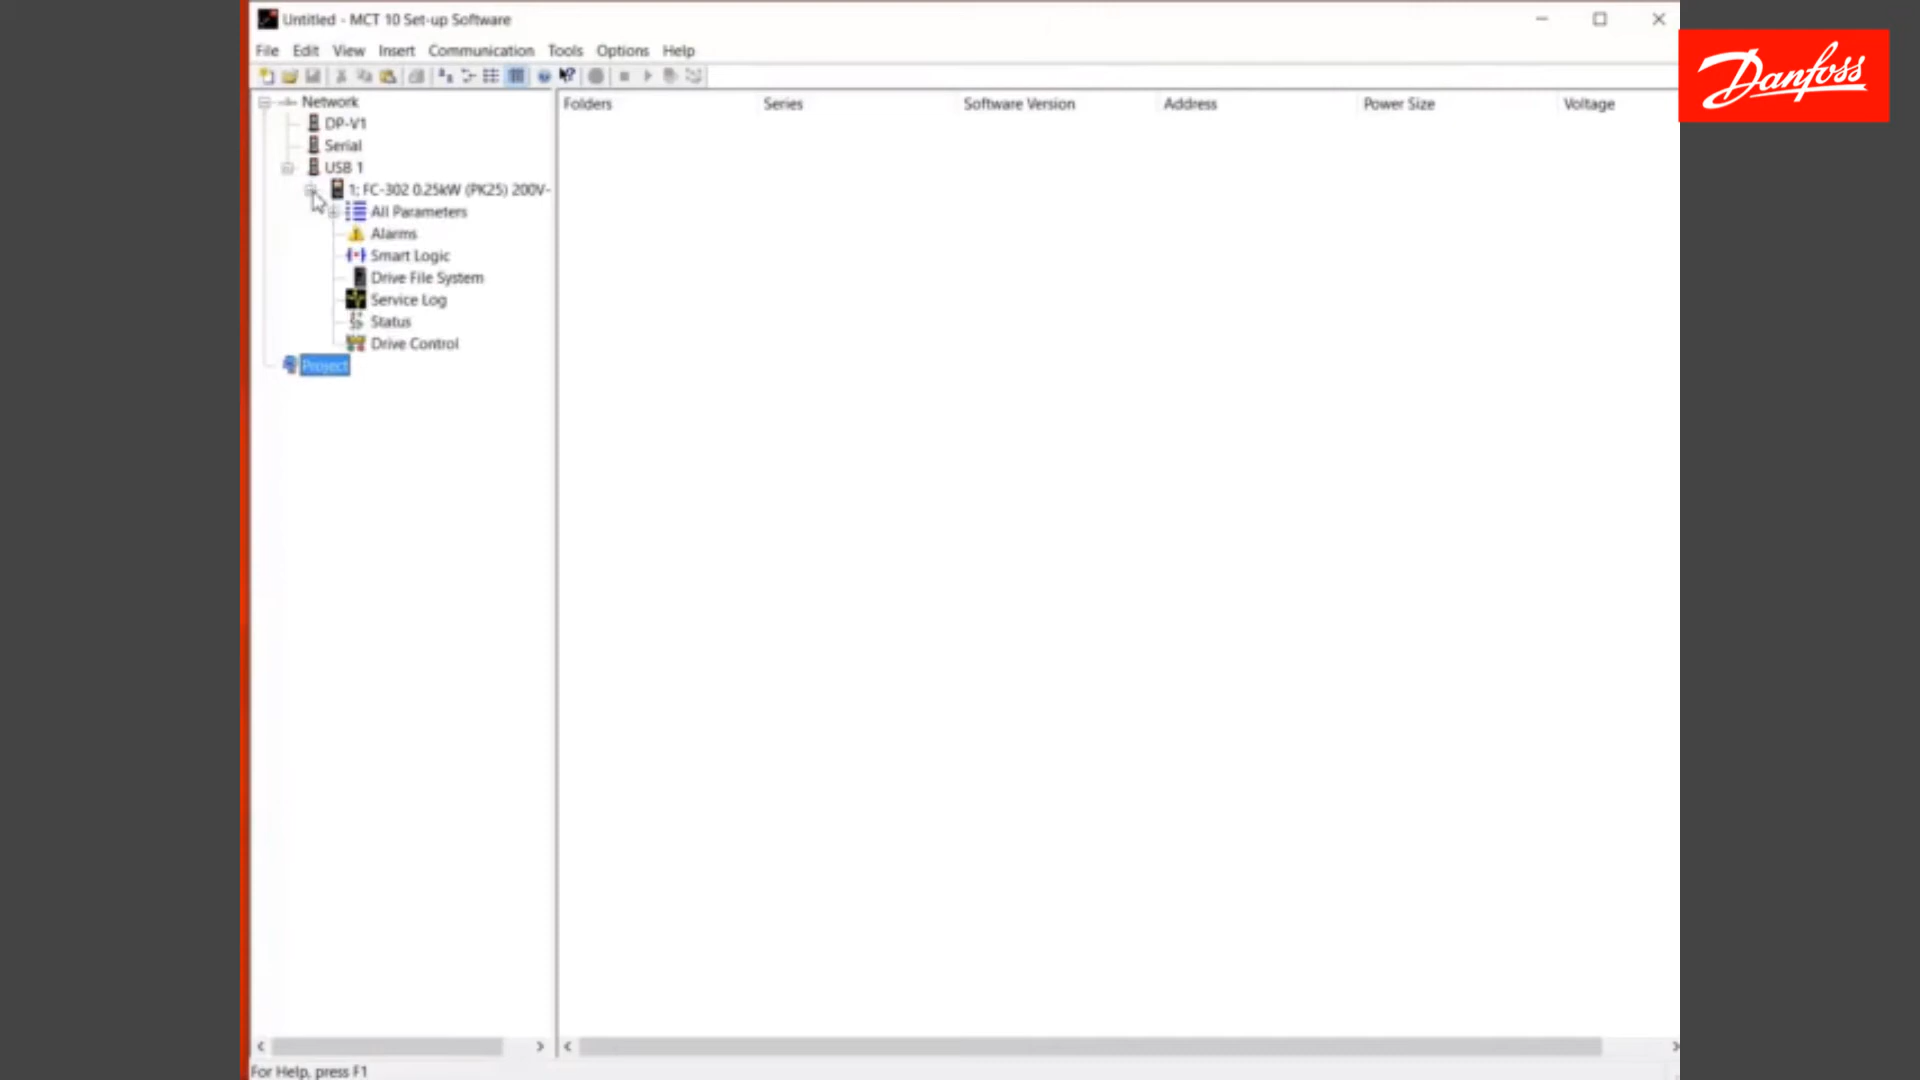 Untitled - MCT 10 Set-up Software
File Edit View Insert Communication Tools Options Help
Danfoss
Network
DP-V1
Serial
USB 1
1: FC-302 0.25kW (PK25) 200V-
All Parameters
Alarms
Smart Logic
Drive File System
Service Log
Status
Drive Control
Project
Folders Series Software Version Address Power Size Voltage
For Help, press F1